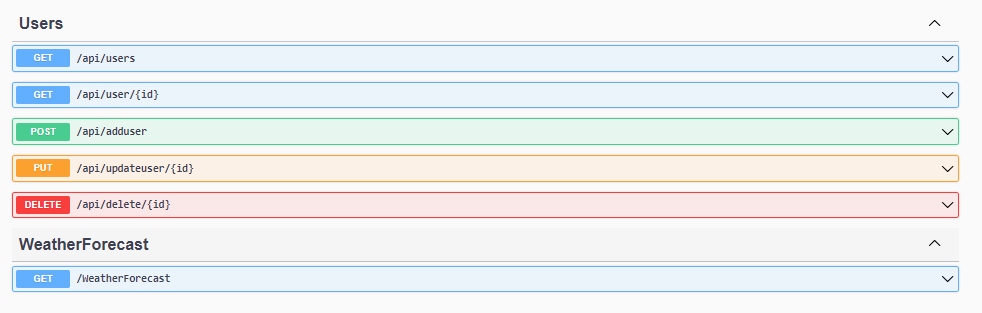 Users
GET /api/users
GET /api/user/{id}
POST /api/adduser
PUT /api/updateuser/{id}
DELETE /api/delete/{id}
WeatherForecast
GET /WeatherForecast